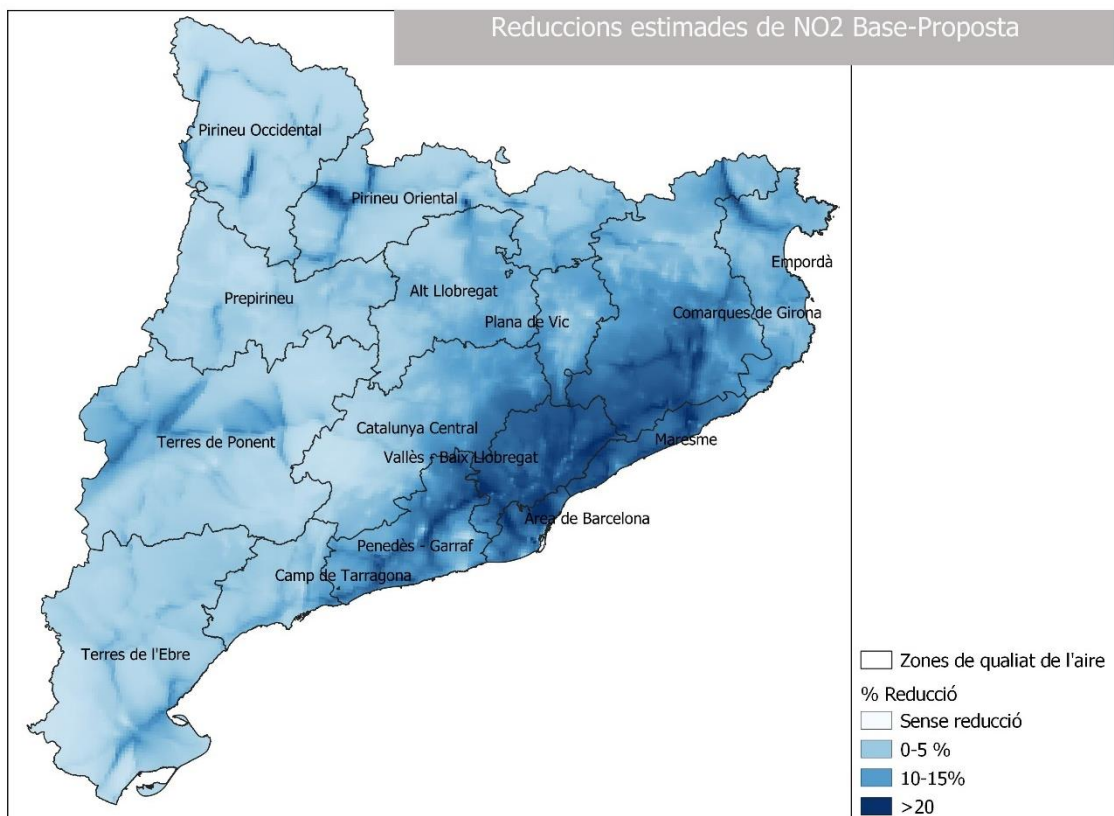 Reduccions estimades de NO2 Base-Proposta
Pirineu Occidental
Pirineu Oriental
Empordà
Prepirineu
Alt Llobregat
Comarques de Girona
Plana de Vic
Catalunya Central
Terres de Ponent
Maresme
Vallès - Baix Llobregat
Àrea de Barcelona
Penedès - Garraf
Camp de Tarragona
Terres de l'Ebre
Zones de qualiat de l'aire
% Reducció
Sense reducció
0-5 %
10-15%
>20